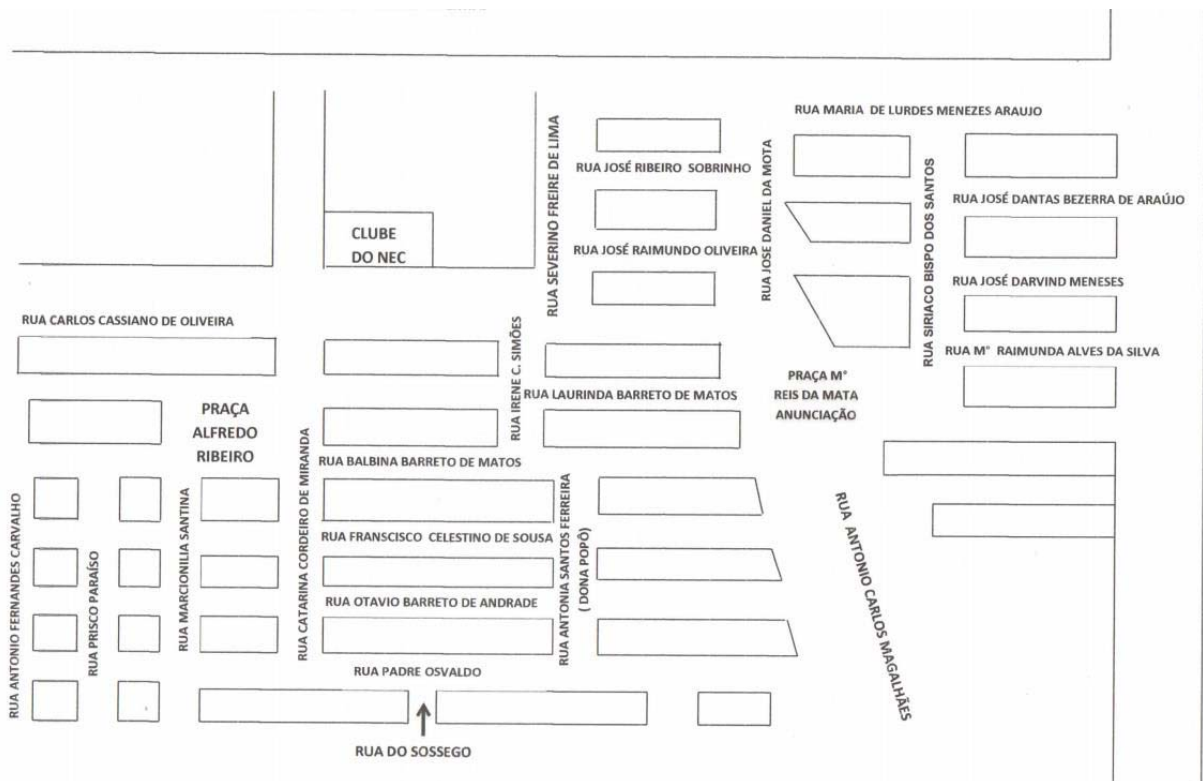 RUA MARIA DE LURDES MENEZES ARAUJO
RUA SEVERINO FREIRE DE LIMA
RUA JOSÉ RIBEIRO SOBRINHO
RUA JOSE DANIEL DA MOTA
RUA SIRIACO BISPO DOS SANTOS
RUA JOSÉ DANTAS BEZERRA DE ARAÚJO
CLUBE
DO NEC
RUA JOSÉ RAIMUNDO OLIVEIRA
RUA JOSÉ DARVIND MENESES
RUA CARLOS CASSIANO DE OLIVEIRA
RUA IRENE C. SIMÕES
RUA M° RAIMUNDA ALVES DA SILVA
PRAÇA M°
REIS DA MATA
ANUNCIAÇÃO
RUA LAURINDA BARRETO DE MATOS
PRAÇA
ALFREDO
RIBEIRO
RUA CATARINA CORDEIRO DE MIRANDA
RUA BALBINA BARRETO DE MATOS
RUA ANTONIO FERNANDES CARVALHO
RUA PRISCO PARAÍSO
RUA MARCIONILIA SANTINA
RUA FRANSCISCO CELESTINO DE SOUSA
RUA ANTONIA SANTOS FERREIRA
( DONA POPÔ)
RUA ANTONIO CARLOS MAGALHÃES
RUA OTAVIO BARRETO DE ANDRADE
RUA PADRE OSVALDO
RUA DO SOSSEGO